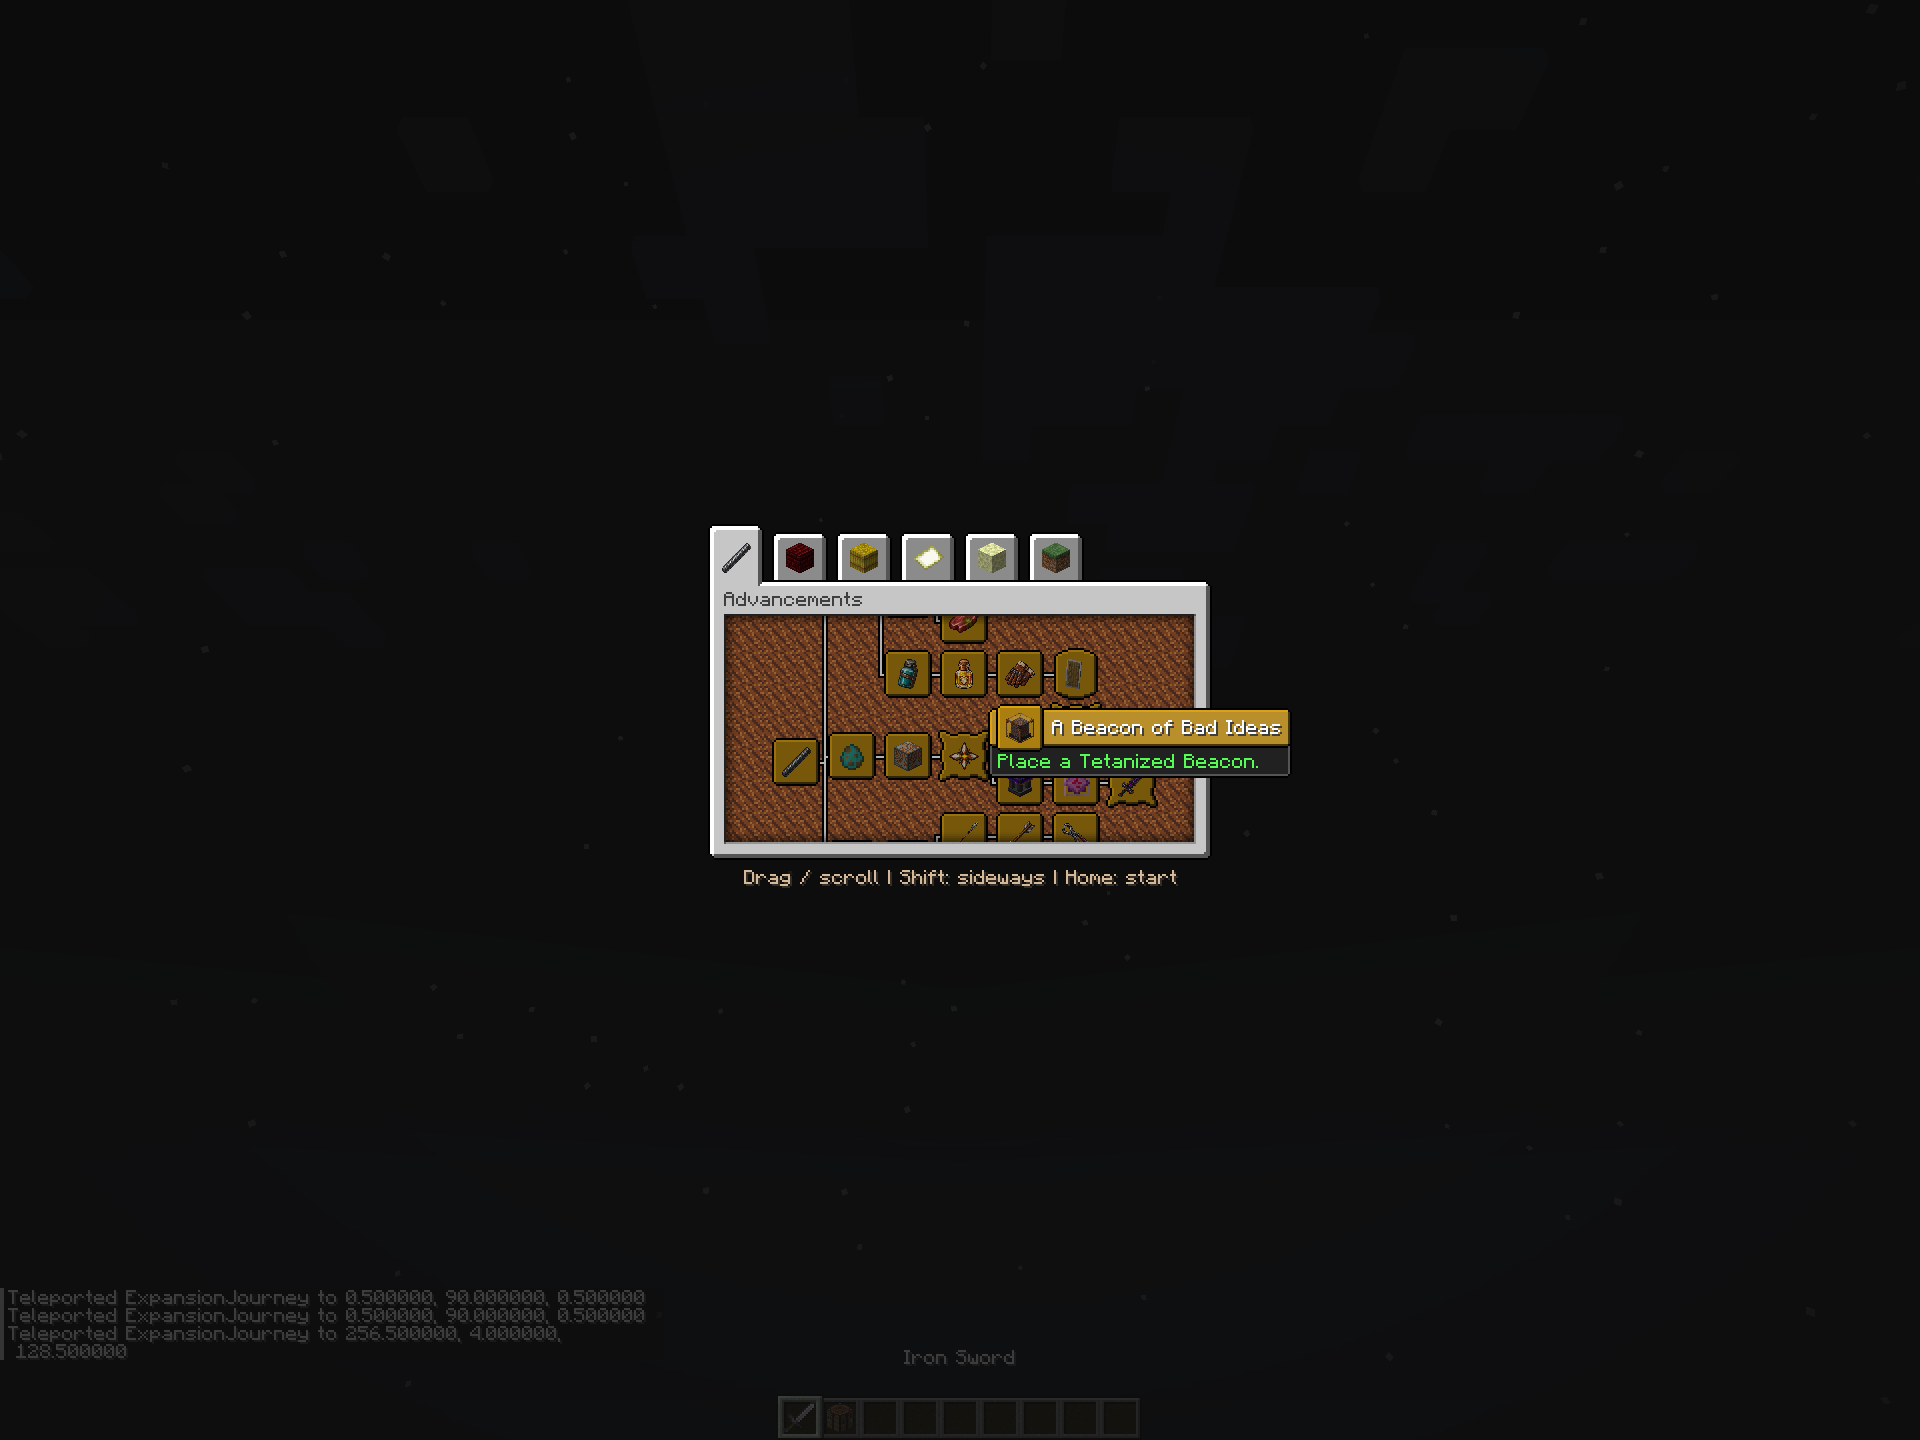 Advancements
A Beacon of Bad Ideas
Place a Tetanized Beacon.
Drag / scroll | Shift: sideways | Home: start
Teleported ExpansionJourney to 0.500000, 90.000000, 0.500000
Teleported ExpansionJourney to 0.500000, 90.000000, 0.500000
Teleported ExpansionJourney to 256.500000, 4.000000,
128.500000
Iron Sword